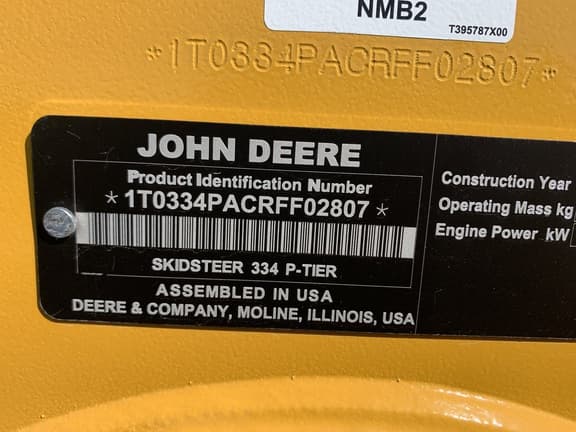 NMB2
T395787X00
*1T0334PACRFF02807*
JOHN DEERE
Product Identification Number
*1T0334PACRFF02807*
SKIDSTEER 334 P-TIER
ASSEMBLED IN USA
DEERE & COMPANY, MOLINE, ILLINOIS, USA
Construction Year
Operating Mass kg
Engine Power kW